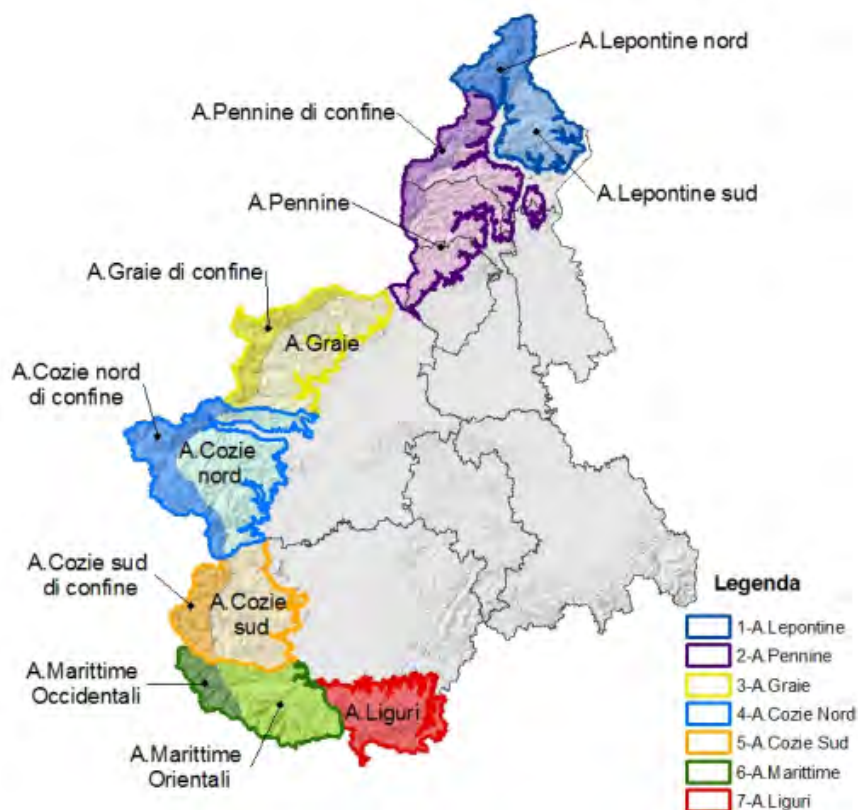 A.Lepontine nord
A.Pennine di confine
A.Pennine
A.Lepontine sud
A.Graie di confine
A.Graie
A.Cozie nord
di confine
A.Cozie
nord
A.Cozie sud
di confine
A.Cozie
sud
A.Marittime
Occidentali
A.Liguri
A.Marittime
Orientali
Legenda
1-A.Lepontine
2-A.Pennine
3-A.Graie
4-A.Cozie Nord
5-A.Cozie Sud
6-A.Marittime
7-A.Liguri